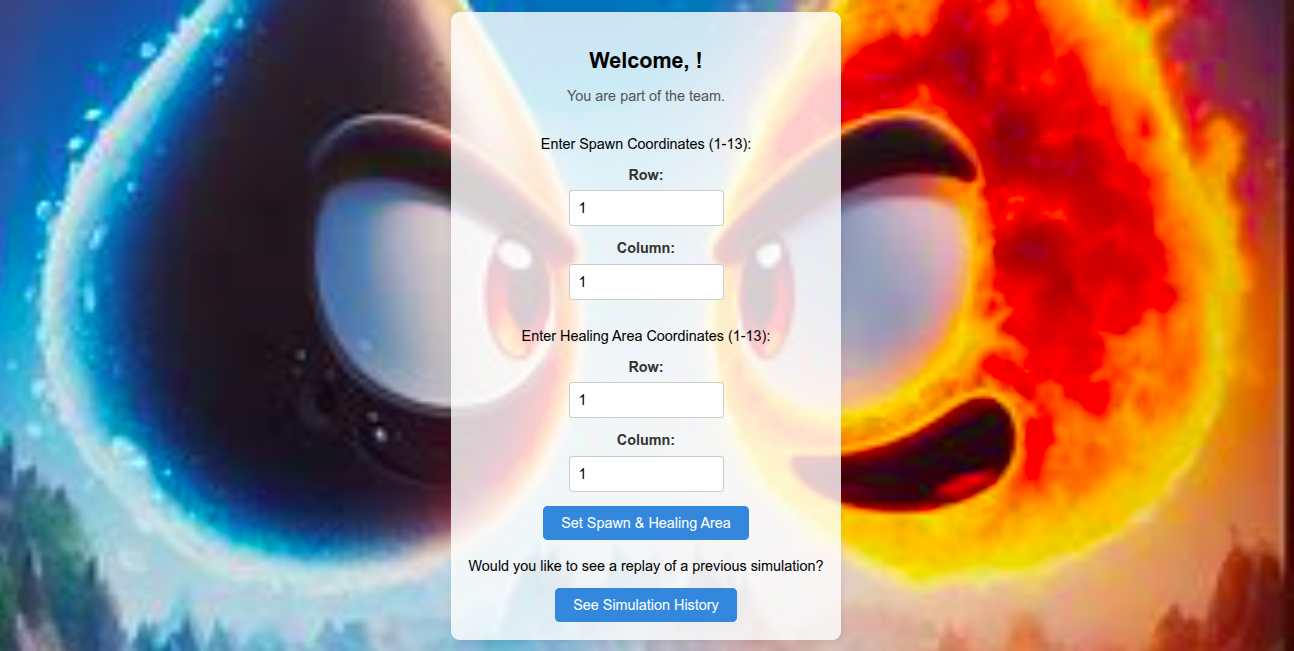 Welcome, !
You are part of the team.
Enter Spawn Coordinates (1-13):
Row:
1
Column:
1
Enter Healing Area Coordinates (1-13):
Row:
1
Column:
1
Set Spawn & Healing Area
Would you like to see a replay of a previous simulation?
See Simulation History